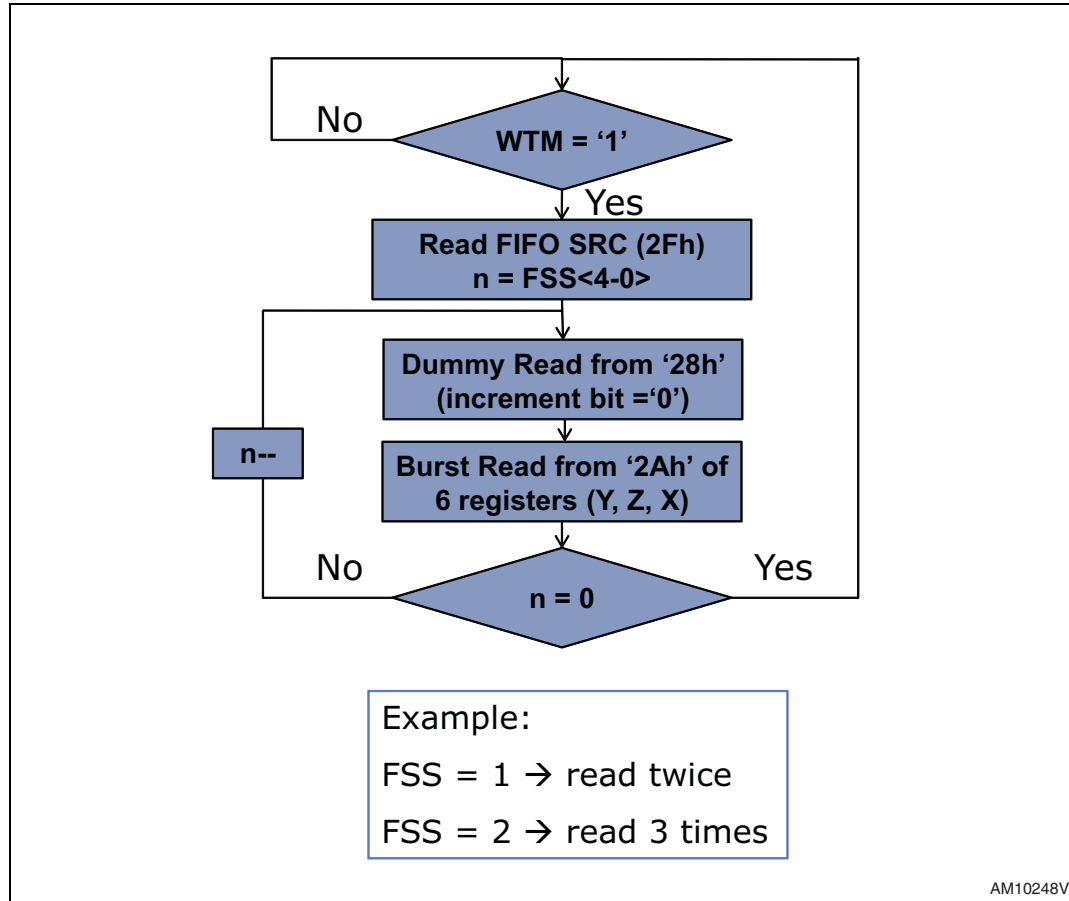 No
WTM = ‘1’
Yes
Read FIFO SRC (2Fh)
n = FSS<4-0>
Dummy Read from ‘28h’
(increment bit =‘0’)
n--
Burst Read from ‘2Ah’ of
6 registers (Y, Z, X)
No
Yes
n = 0
Example:
FSS = 1 → read twice
FSS = 2 → read 3 times
AM10248V